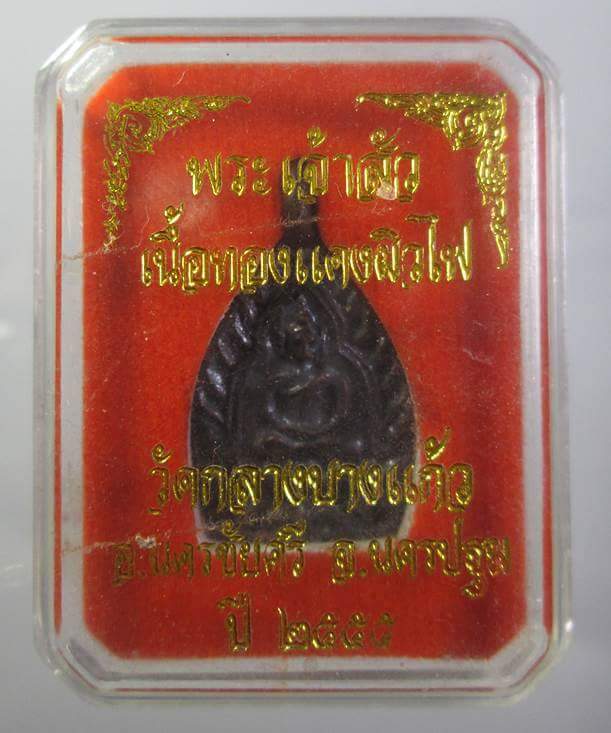 พระเจ้าสัว
เนื้อทองแดงผิวไฟ
วัดกลางบางแก้ว
อ.นครชัยศรี จ.นครปฐม
ปี ๒๕๕๕